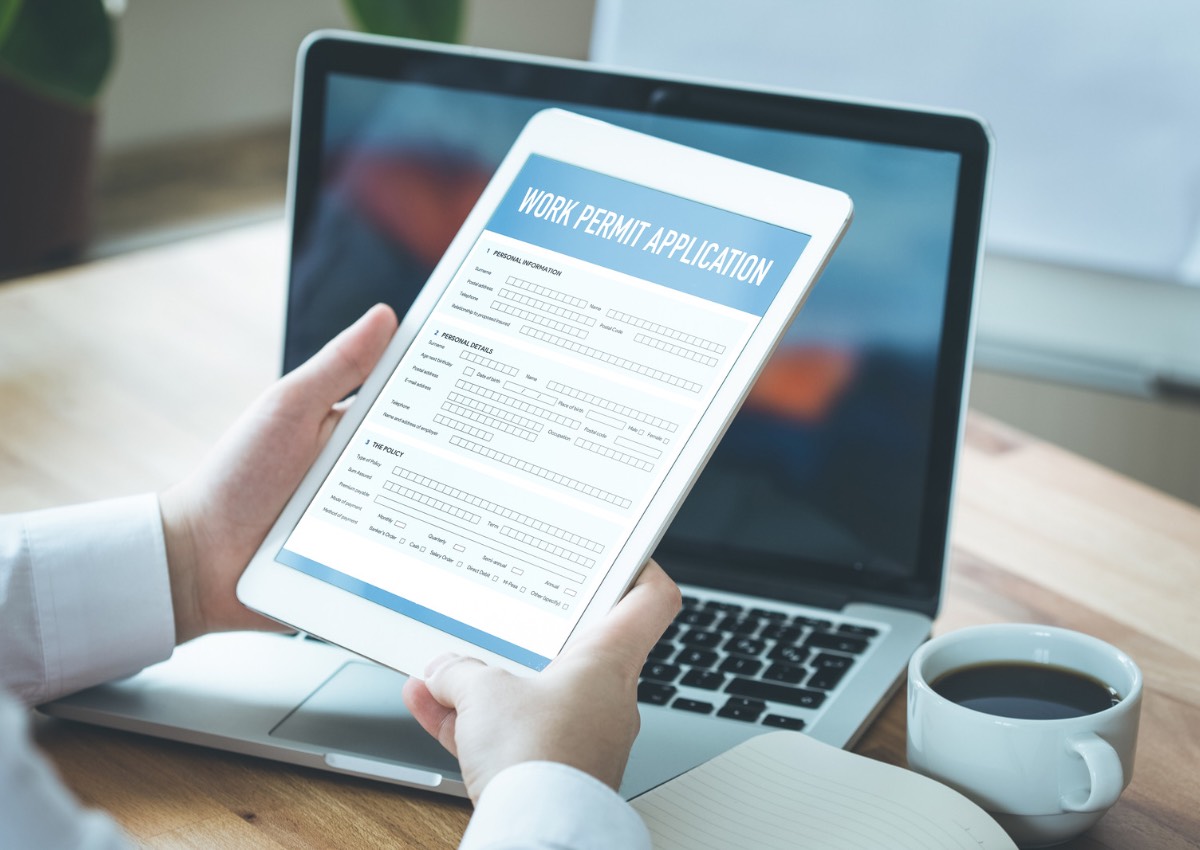 WORK PERMIT APPLICATION
1 PERSONAL INFORMATION
Surname Name
Postal address Postal Code
Telephone
Relationship to proposed insured
2 PERSONAL DETAILS
Surname Name
Age next birthday Date of birth Place of birth Male Female
Postal address Postal code
E-mail address Occupation
Telephone
Name and address of employer
3 THE POLICY
Type of Policy
Sum Assured Term
Premium payable
Mode of payment Monthly Quarterly Semi-annual Annual
Method of payment Banker's Order Cash Salary Order Direct Debit M-Pesa Other (specify)